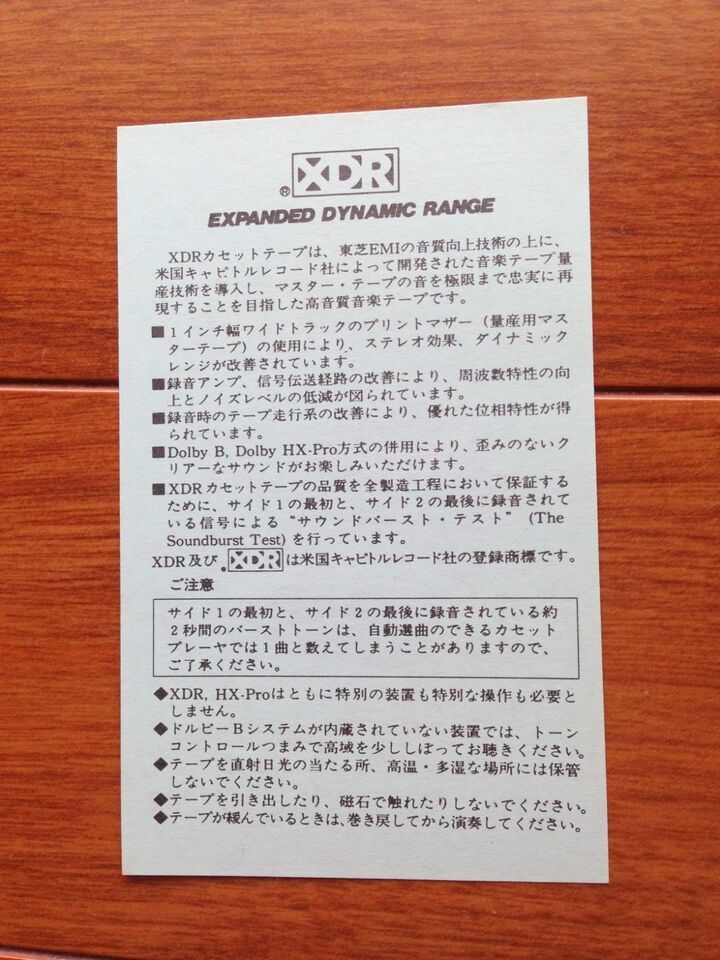 XDR
®
EXPANDED DYNAMIC RANGE
XDRカセットテープは、東芝EMIの音質向上技術の上に、
米国キャピトルレコード社によって開発された音楽テープ量
産技術を導入し、マスター・テープの音を極限まで忠実に再
現することを目指した高音質音楽テープです。
■1インチ幅ワイドトラックのプリントマザー（量産用マス
ターテープ）の使用により、ステレオ効果、ダイナミック
レンジが改善されています。
■録音アンプ、信号伝送経路の改善により、周波数特性の向
上とノイズレベルの低減が図られています。
■録音時のテープ走行系の改善により、優れた位相特性が得
られています。
■Dolby B, Dolby HX-Pro方式の併用により、歪みのないク
リアーなサウンドがお楽しみいただけます。
■XDRカセットテープの品質を全製造工程において保証する
ために、サイド1の最初と、サイド2の最後に録音されて
いる信号による“サウンドバースト・テスト”(The
Soundburst Test)を行っています。
XDR及び®XDRは米国キャピトルレコード社の登録商標です。
ご注意
サイド1の最初と、サイド2の最後に録音されている約
2秒間のバーストトーンは、自動選曲のできるカセット
プレーヤでは1曲と数えてしまうことがありますので、
ご了承ください。
◆XDR, HX-Proはともに特別の装置も特別な操作も必要と
しません。
◆ドルビーBシステムが内蔵されていない装置では、トーン
コントロールつまみで高域を少ししぼってお聴きください。
◆テープを直射日光の当たる所、高温・多湿な場所には保管
しないでください。
◆テープを引き出したり、磁石で触れたりしないでください。
◆テープが緩んでいるときは、巻き戻してから演奏してください。